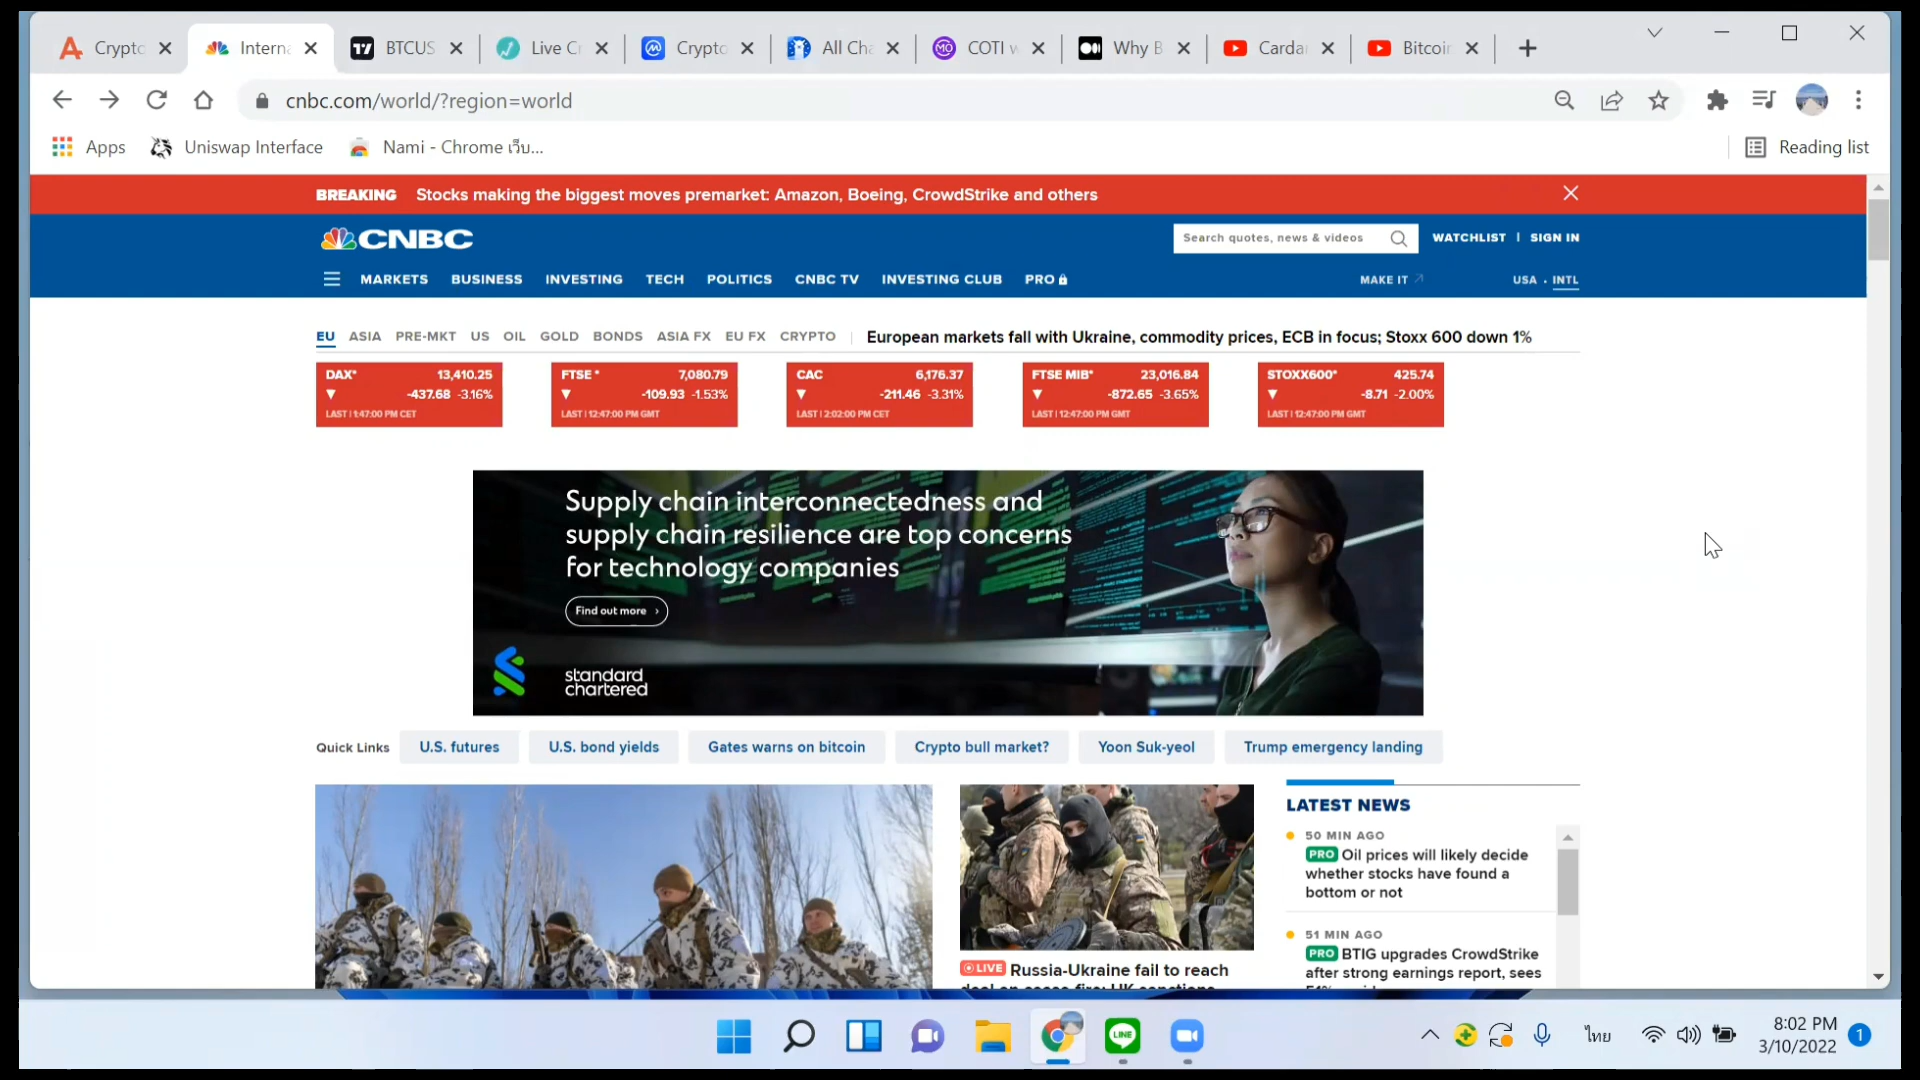 Crypto
Intern
BTCUS
Live C
Crypto
All Cha
COTI w
Why B
Cardan
Bitcoin
cnbc.com/world/?region=world
Apps
Uniswap Interface
Nami - Chrome เว็บ...
Reading list
BREAKING Stocks making the biggest moves premarket: Amazon, Boeing, CrowdStrike and others
CNBC
Search quotes, news & videos
WATCHLIST | SIGN IN
MARKETS BUSINESS INVESTING TECH POLITICS CNBC TV INVESTING CLUB PRO
MAKE IT
USA • INTL
EU ASIA PRE-MKT US OIL GOLD BONDS ASIA FX EU FX CRYPTO
European markets fall with Ukraine, commodity prices, ECB in focus; Stoxx 600 down 1%
DAX* 13,410.25
-437.68 -3.16%
LAST | 1:47:00 PM CET
FTSE * 7,080.79
-109.93 -1.53%
LAST | 12:47:00 PM GMT
CAC 6,176.37
-211.46 -3.31%
LAST | 2:02:00 PM CET
FTSE MIB* 23,016.84
-872.65 -3.65%
LAST | 12:47:00 PM GMT
STOXX600* 425.74
-8.71 -2.00%
LAST | 12:47:00 PM GMT
Supply chain interconnectedness and
supply chain resilience are top concerns
for technology companies
Find out more ›
standard
chartered
Quick Links
U.S. futures
U.S. bond yields
Gates warns on bitcoin
Crypto bull market?
Yoon Suk-yeol
Trump emergency landing
LIVE Russia-Ukraine fail to reach
LATEST NEWS
50 MIN AGO
PRO Oil prices will likely decide
whether stocks have found a
bottom or not
51 MIN AGO
PRO BTIG upgrades CrowdStrike
after strong earnings report, sees
LINE
ไทย
8:02 PM
3/10/2022
1